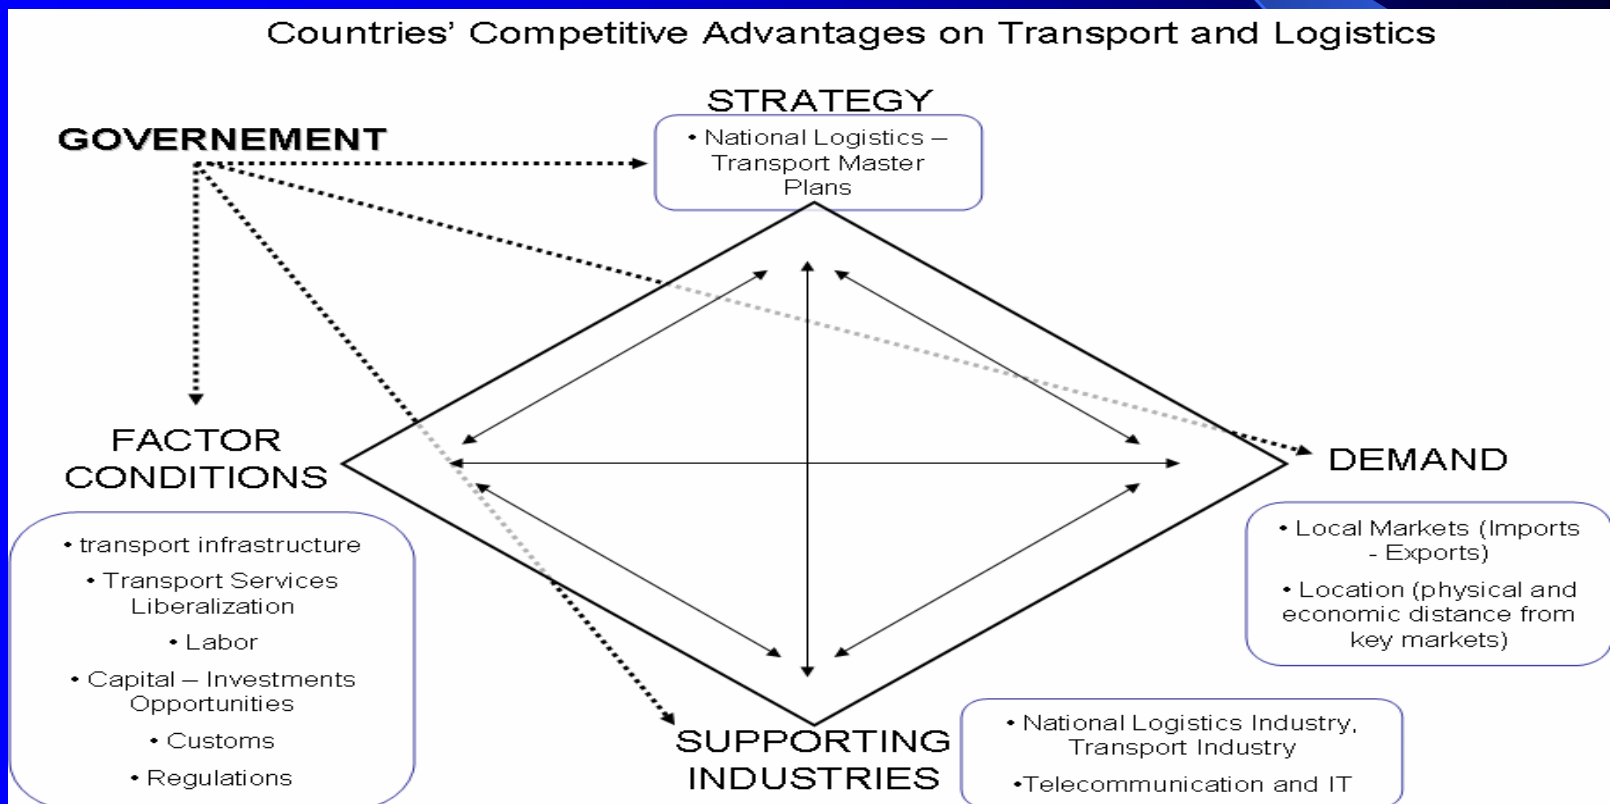 Countries’ Competitive Advantages on Transport and Logistics
STRATEGY
GOVERNEMENT
• National Logistics –
Transport Master
Plans
FACTOR
CONDITIONS
• transport infrastructure
• Transport Services
Liberalization
• Labor
• Capital – Investments
Opportunities
• Customs
• Regulations
DEMAND
• Local Markets (Imports
- Exports)
• Location (physical and
economic distance from
key markets)
SUPPORTING
INDUSTRIES
• National Logistics Industry,
Transport Industry
•Telecommunication and IT